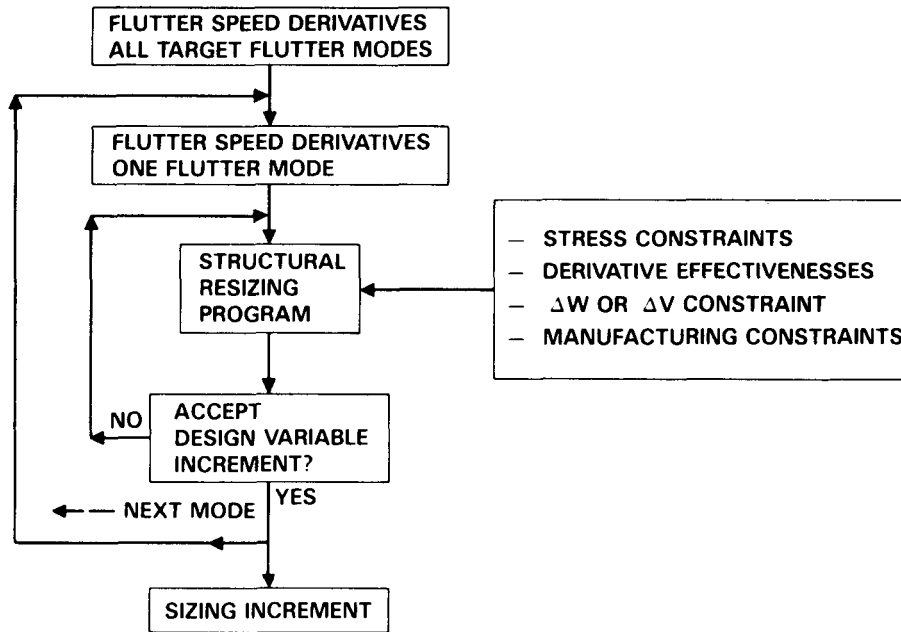 FLUTTER SPEED DERIVATIVES
ALL TARGET FLUTTER MODES
FLUTTER SPEED DERIVATIVES
ONE FLUTTER MODE
STRUCTURAL
RESIZING
PROGRAM
– STRESS CONSTRAINTS
– DERIVATIVE EFFECTIVENESSES
– ΔW OR ΔV CONSTRAINT
– MANUFACTURING CONSTRAINTS
NO
ACCEPT
DESIGN VARIABLE
INCREMENT?
YES
NEXT MODE
SIZING INCREMENT